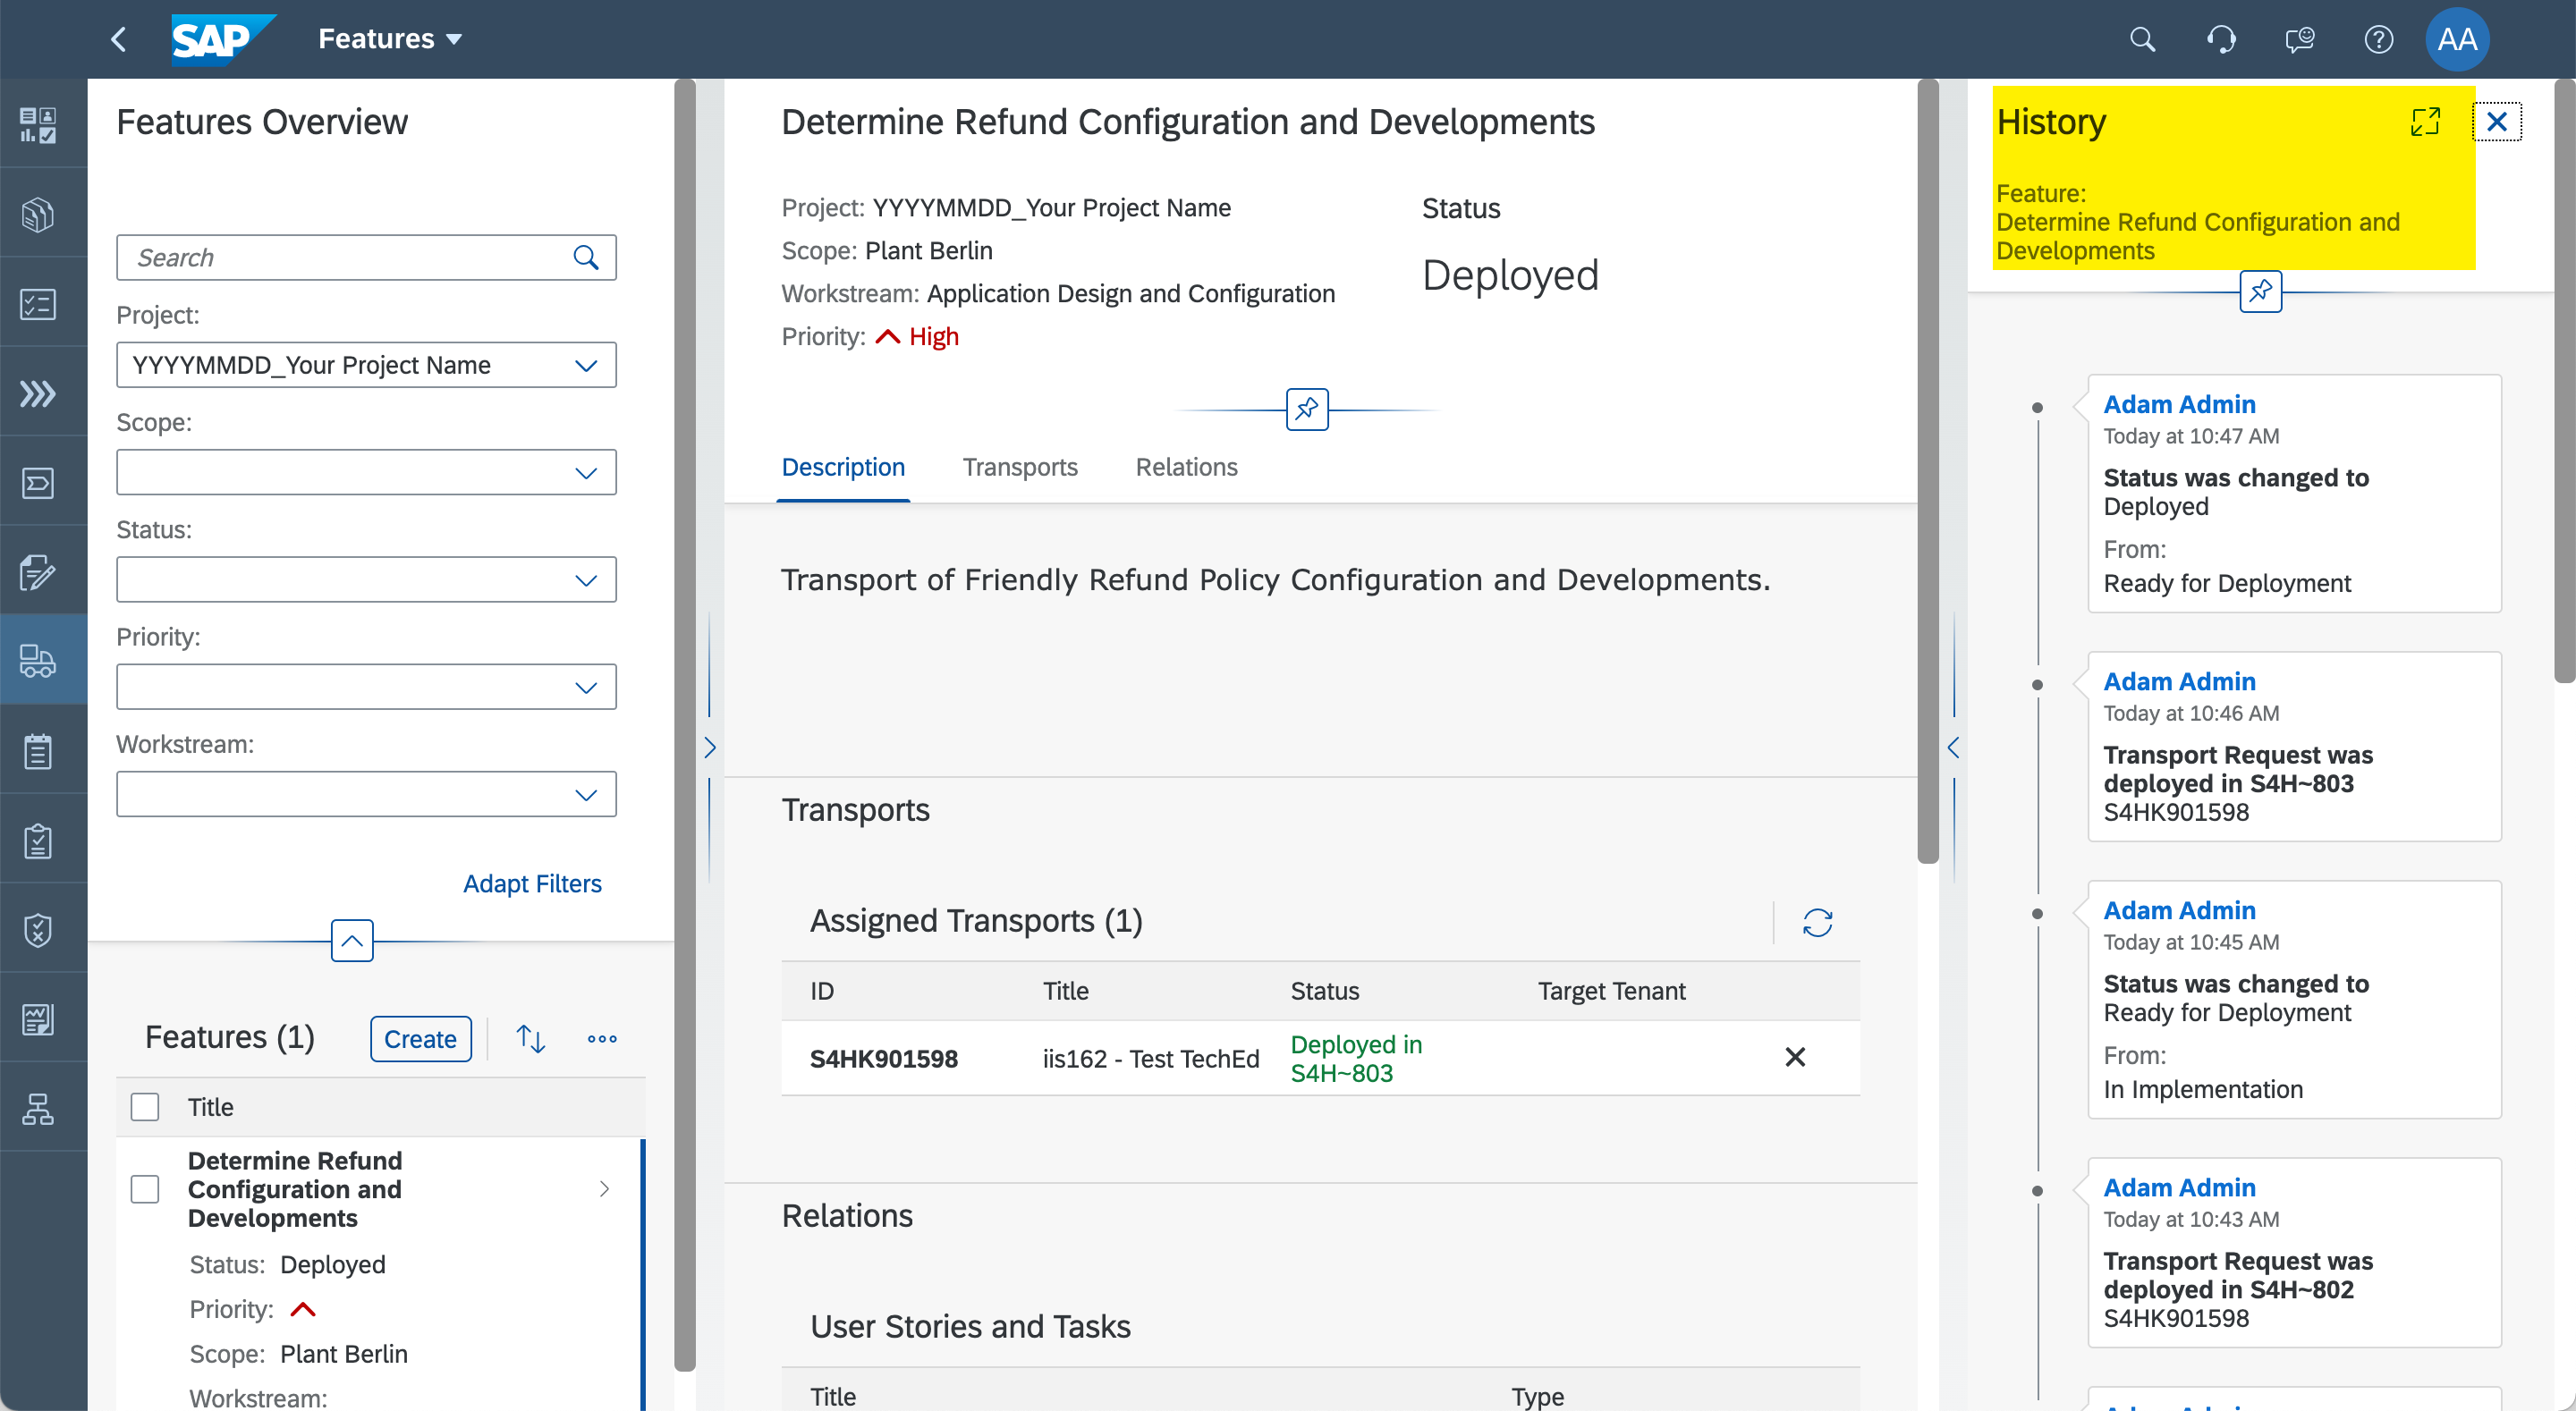 SAP
Features
AA
Features Overview
Search
Project:
YYYYMMDD_Your Project Name
Scope:
Status:
Priority:
Workstream:
Adapt Filters
Features (1)
Create
Title
Determine Refund
Configuration and
Developments
Status: Deployed
Priority:
Scope: Plant Berlin
Workstream:
Determine Refund Configuration and Developments
Project: YYYYMMDD_Your Project Name
Scope: Plant Berlin
Workstream: Application Design and Configuration
Priority: High
Status
Deployed
Description
Transports
Relations
Transport of Friendly Refund Policy Configuration and Developments.
Transports
Assigned Transports (1)
ID Title Status Target Tenant
S4HK901598 iis162 - Test TechEd Deployed in
S4H~803
Relations
User Stories and Tasks
Title Type
History
Feature:
Determine Refund Configuration and
Developments
Adam Admin
Today at 10:47 AM
Status was changed to
Deployed
From:
Ready for Deployment
Adam Admin
Today at 10:46 AM
Transport Request was
deployed in S4H~803
S4HK901598
Adam Admin
Today at 10:45 AM
Status was changed to
Ready for Deployment
From:
In Implementation
Adam Admin
Today at 10:43 AM
Transport Request was
deployed in S4H~802
S4HK901598